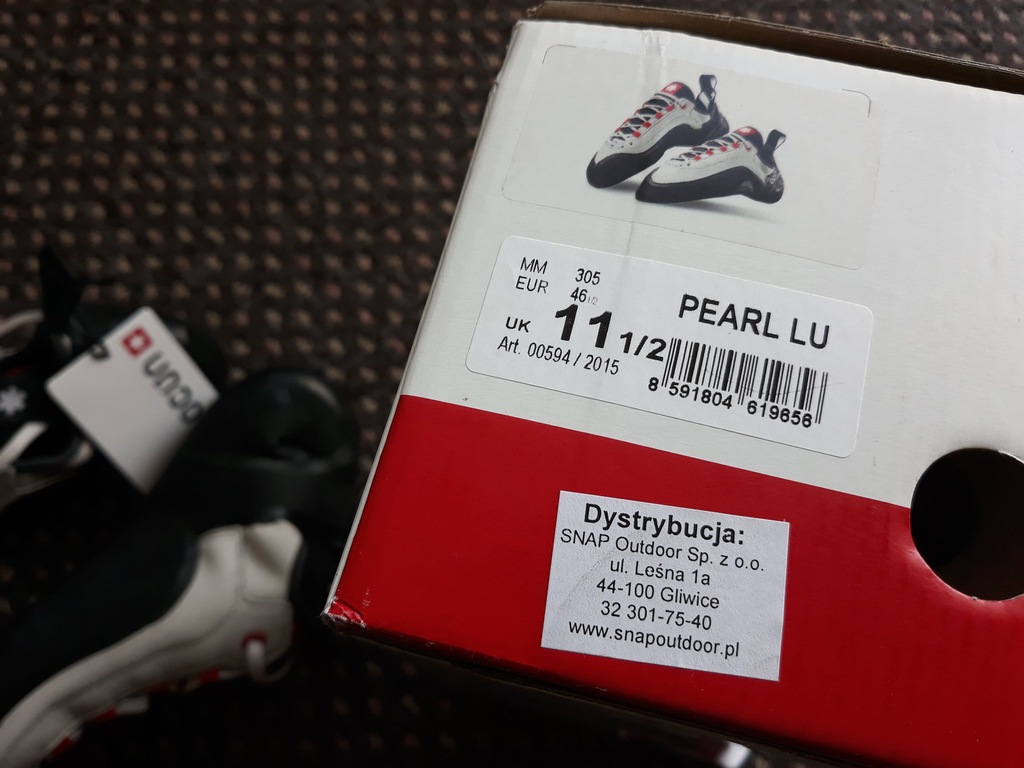 MM 305
EUR 46 1/2
UK 11 1/2
Art. 00594 / 2015
PEARL LU
8 591804 619656
Dystrybucja:
SNAP Outdoor Sp. z o.o.
ul. Leśna 1a
44-100 Gliwice
32 301-75-40
www.snapoutdoor.pl
ocun